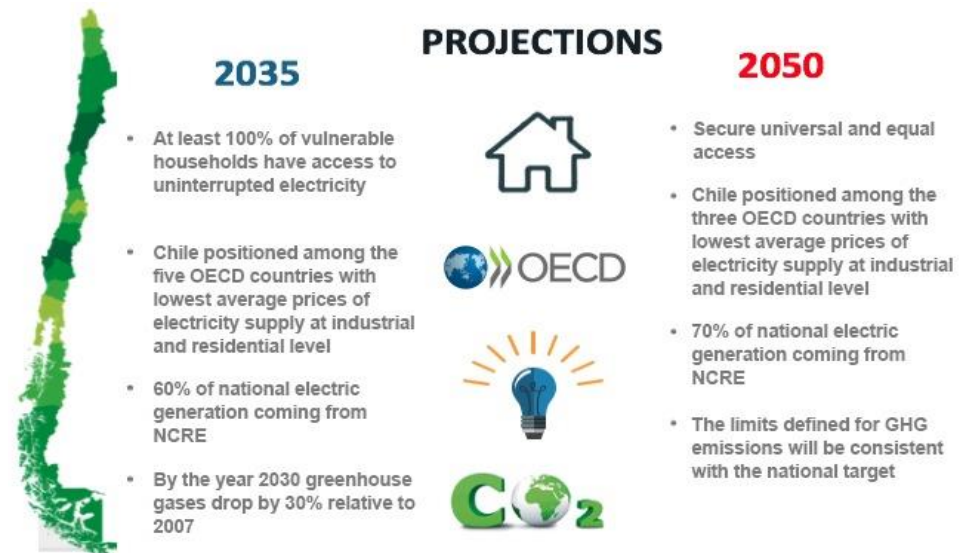 PROJECTIONS
2035
• At least 100% of vulnerable
households have access to
uninterrupted electricity
• Chile positioned among the
five OECD countries with
lowest average prices of
electricity supply at industrial
and residential level
• 60% of national electric
generation coming from
NCRE
• By the year 2030 greenhouse
gases drop by 30% relative to
2007
OECD
CO2
2050
• Secure universal and equal
access
• Chile positioned among the
three OECD countries with
lowest average prices of
electricity supply at industrial
and residential level
• 70% of national electric
generation coming from
NCRE
• The limits defined for GHG
emissions will be consistent
with the national target